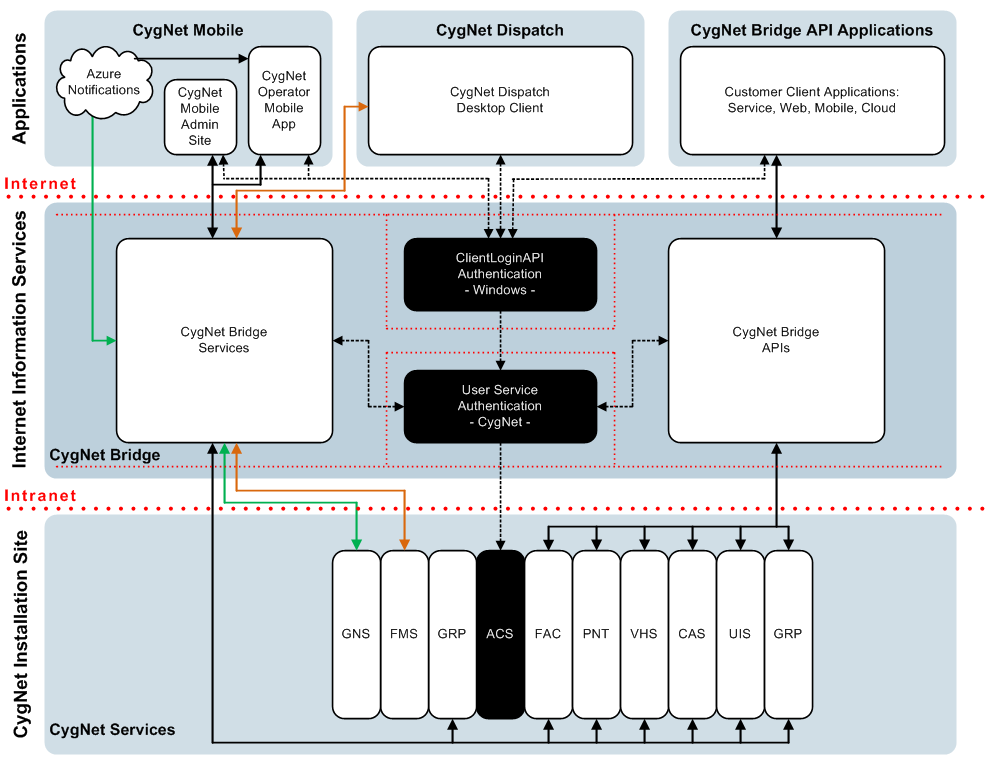 Applications
CygNet Mobile
Azure
Notifications
CygNet
Mobile
Admin
Site
CygNet
Operator
Mobile
App
CygNet Dispatch
CygNet Dispatch
Desktop Client
CygNet Bridge API Applications
Customer Client Applications:
Service, Web, Mobile, Cloud
Internet
Internet Information Services
CygNet Bridge
Services
ClientLoginAPI
Authentication
- Windows -
User Service
Authentication
- CygNet -
CygNet Bridge
APIs
CygNet Bridge
Intranet
CygNet Installation Site
GNS
FMS
GRP
ACS
FAC
PNT
VHS
CAS
UIS
GRP
CygNet Services